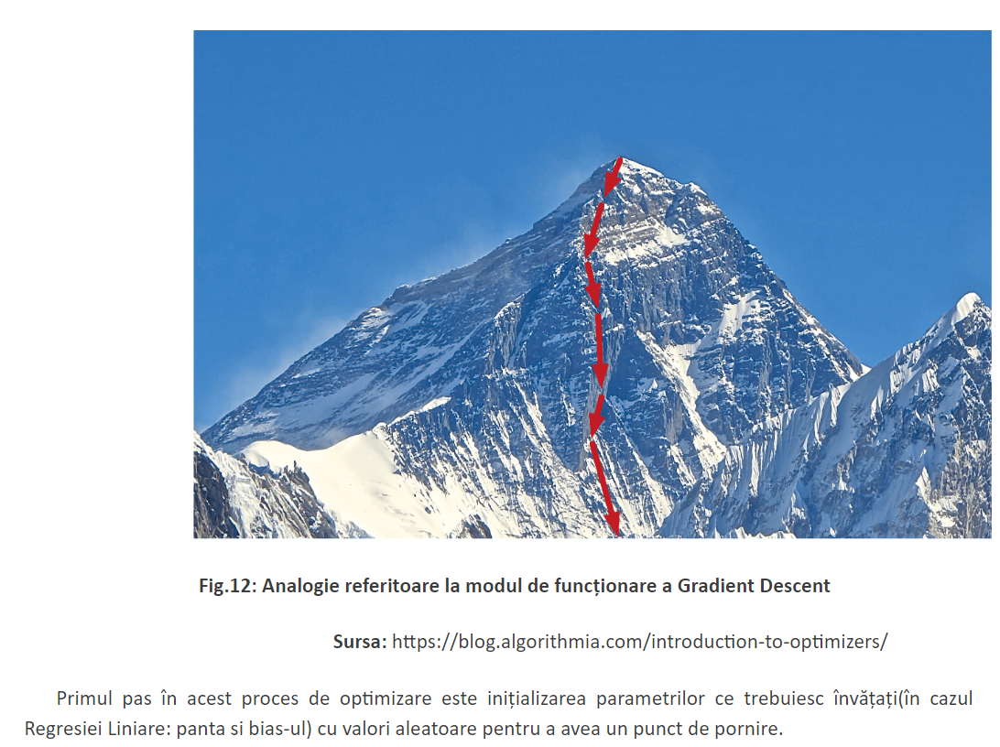 Fig.12: Analogie referitoare la modul de funcționare a Gradient Descent
Sursa: https://blog.algorithmia.com/introduction-to-optimizers/
Primul pas în acest proces de optimizare este inițializarea parametrilor ce trebuiesc învățați(în cazul
Regresiei Liniare: panta si bias-ul) cu valori aleatoare pentru a avea un punct de pornire.